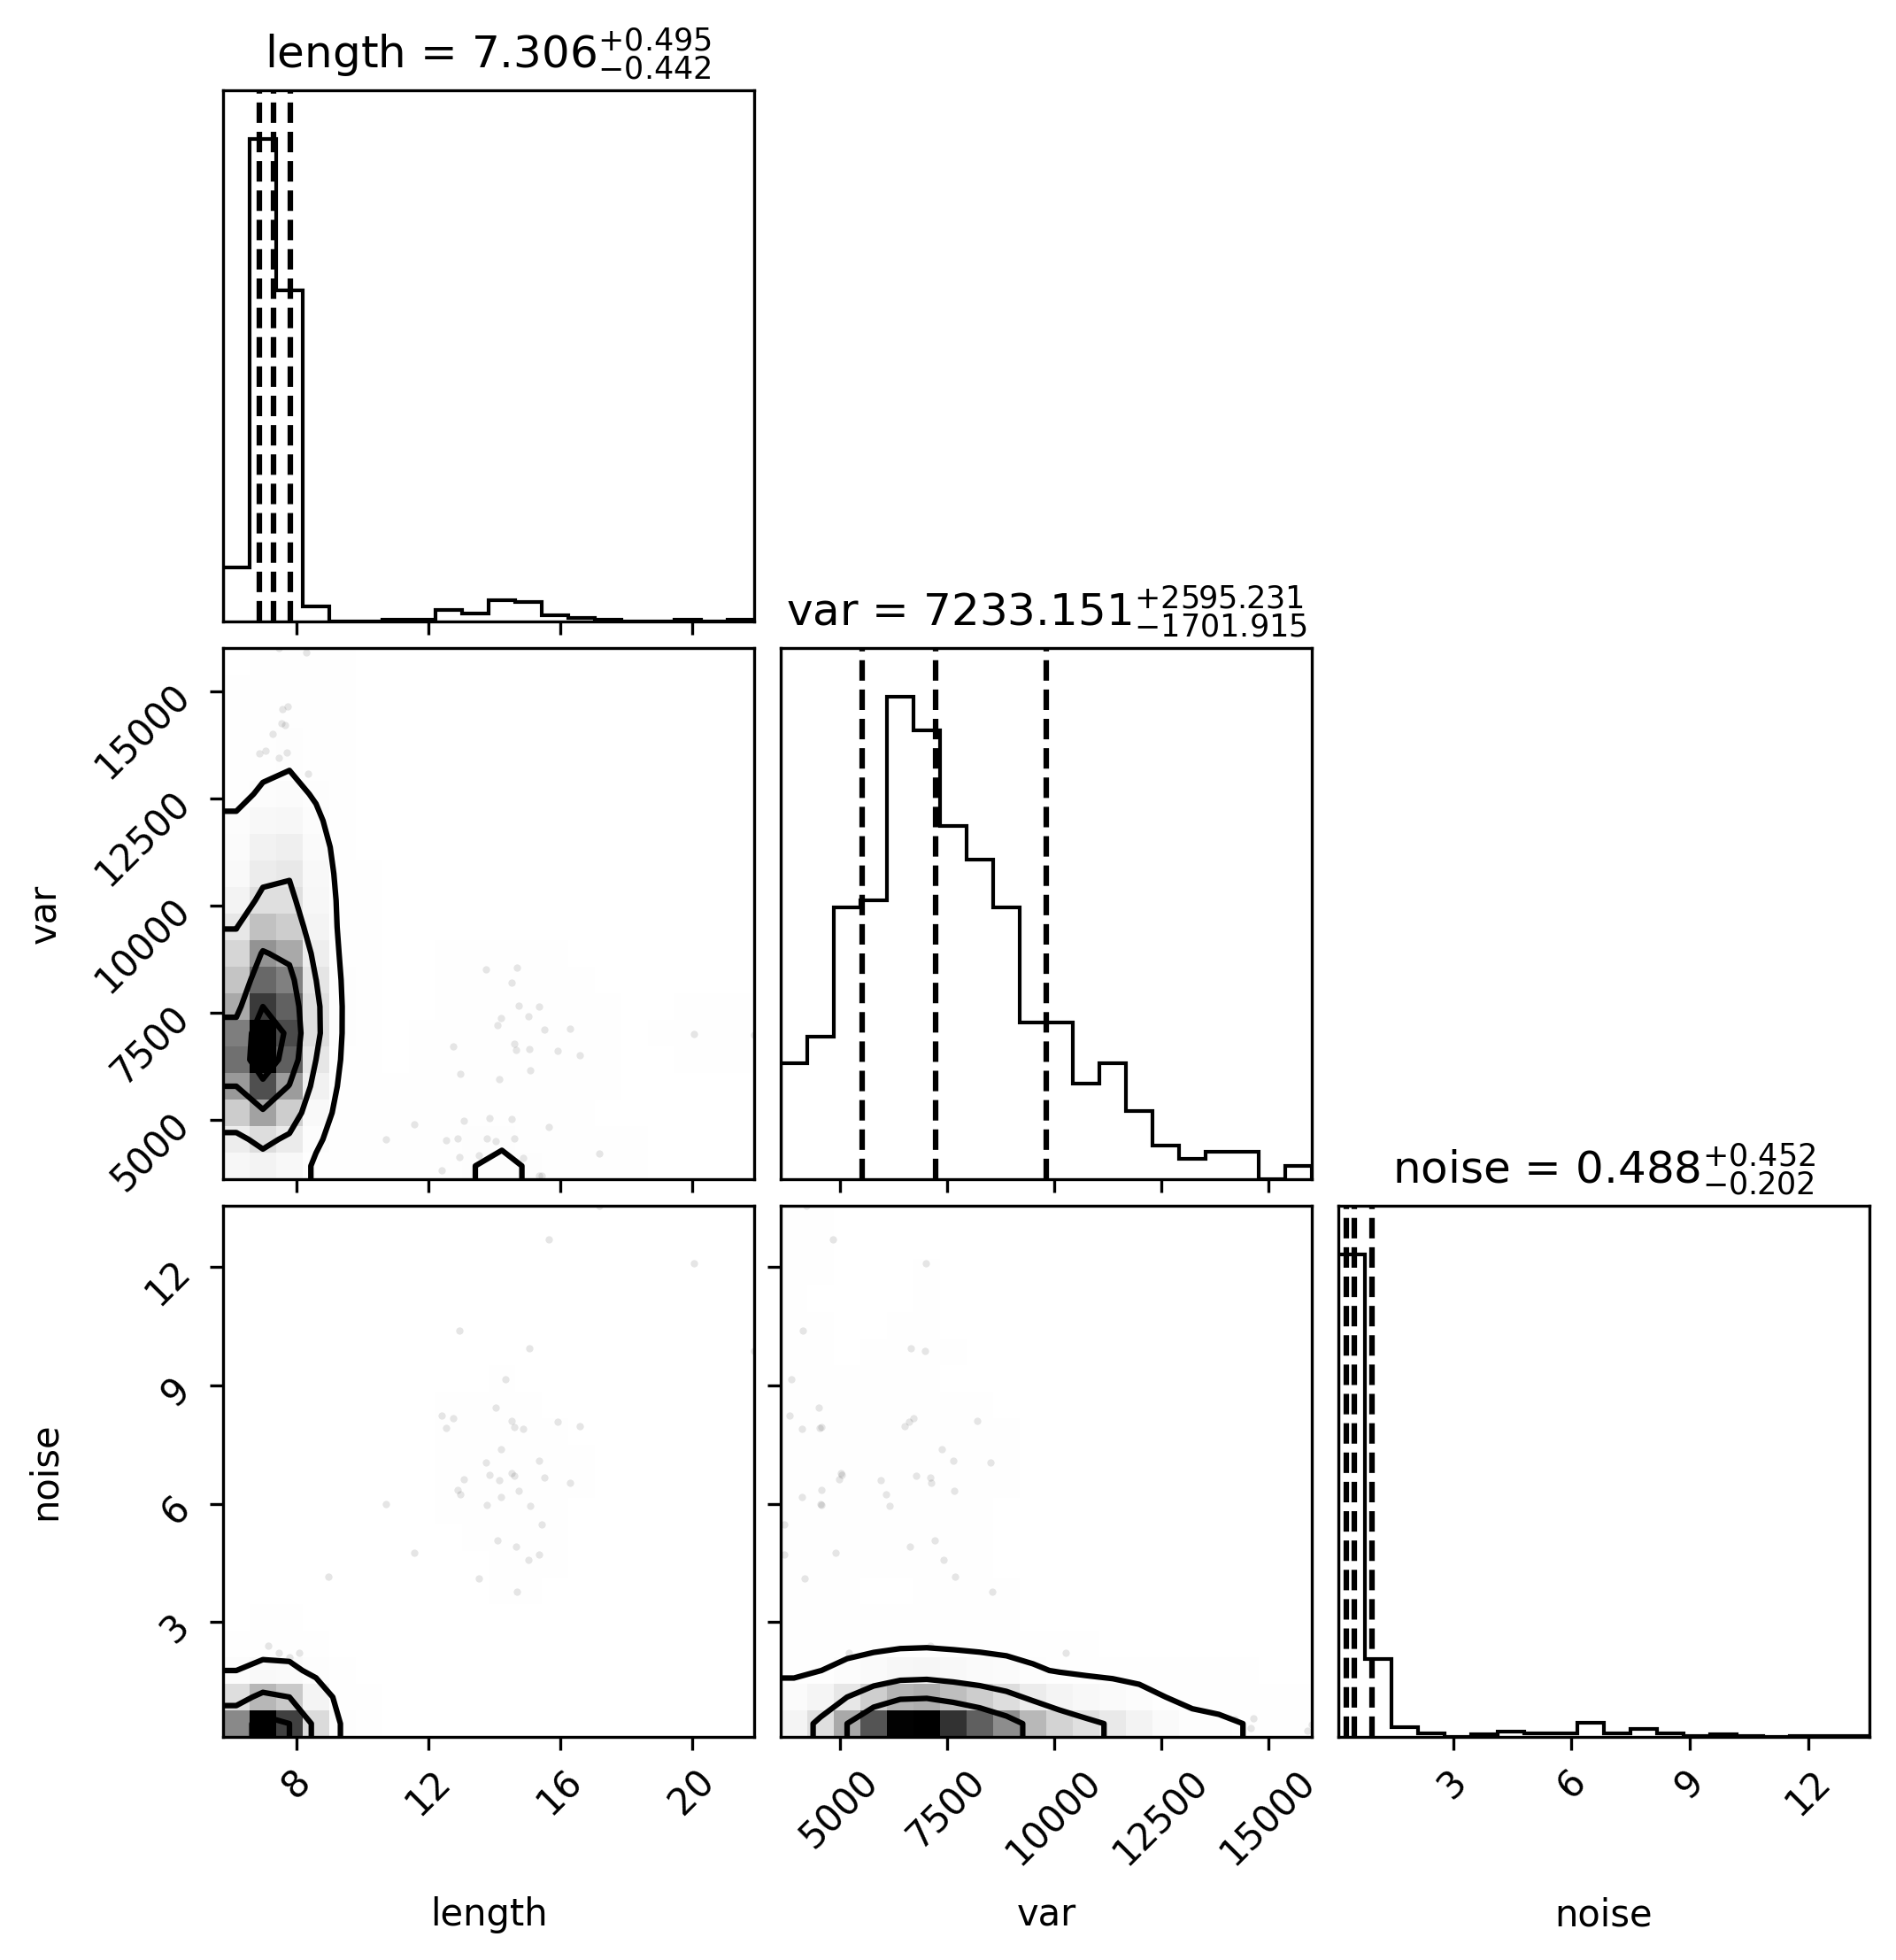 length = 7.306+0.495−0.442
var = 7233.151+2595.231−1701.915
15000
12500
10000
7500
5000
var
noise = 0.488+0.452−0.202
12
9
6
3
noise
8 12 16 20
5000 7500 10000 12500 15000
3 6 9 12
length var noise